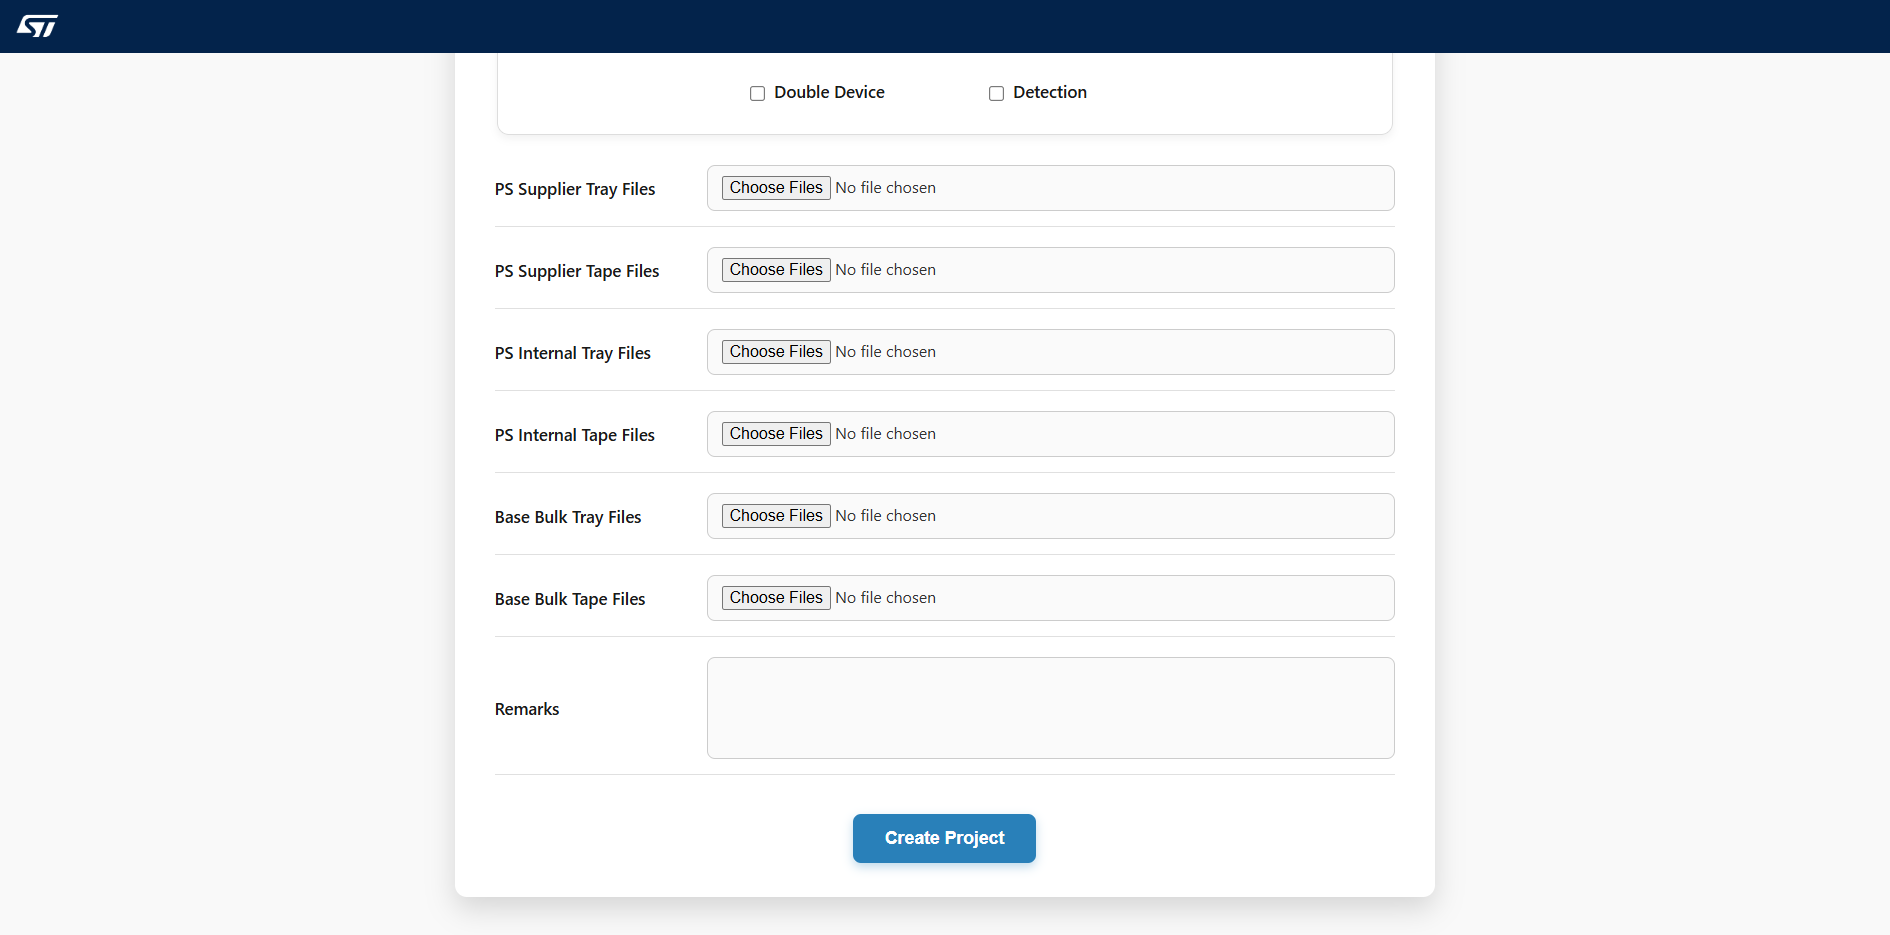 ST
Double Device Detection
PS Supplier Tray Files Choose Files No file chosen
PS Supplier Tape Files Choose Files No file chosen
PS Internal Tray Files Choose Files No file chosen
PS Internal Tape Files Choose Files No file chosen
Base Bulk Tray Files Choose Files No file chosen
Base Bulk Tape Files Choose Files No file chosen
Remarks
Create Project